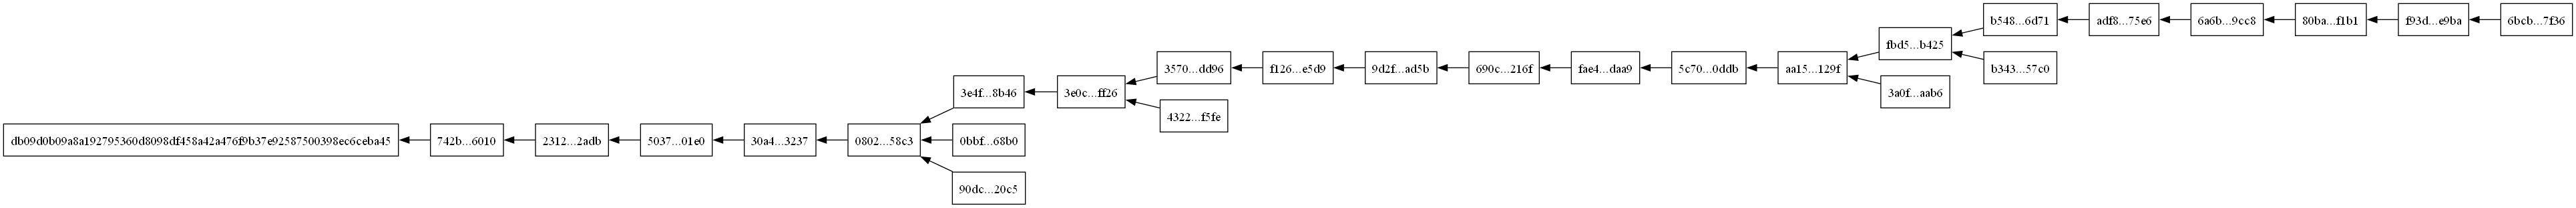 b548...6d71
adf8...75e6
6a6b...9cc8
80ba...f1b1
f93d...e9ba
6bcb...7f36
fbd5...b425
3570...dd96
f126...e5d9
9d2f...ad5b
690c...216f
fae4...daa9
5c70...0ddb
aa15...129f
b343...57c0
3e4f...8b46
3e0c...ff26
3a0f...aab6
4322...f5fe
db09d0b09a8a192795360d8098df458a42a476f9b37e92587500398ec6ceba45
742b...6010
2312...2adb
5037...01e0
30a4...3237
0802...58c3
0bbf...68b0
90dc...20c5